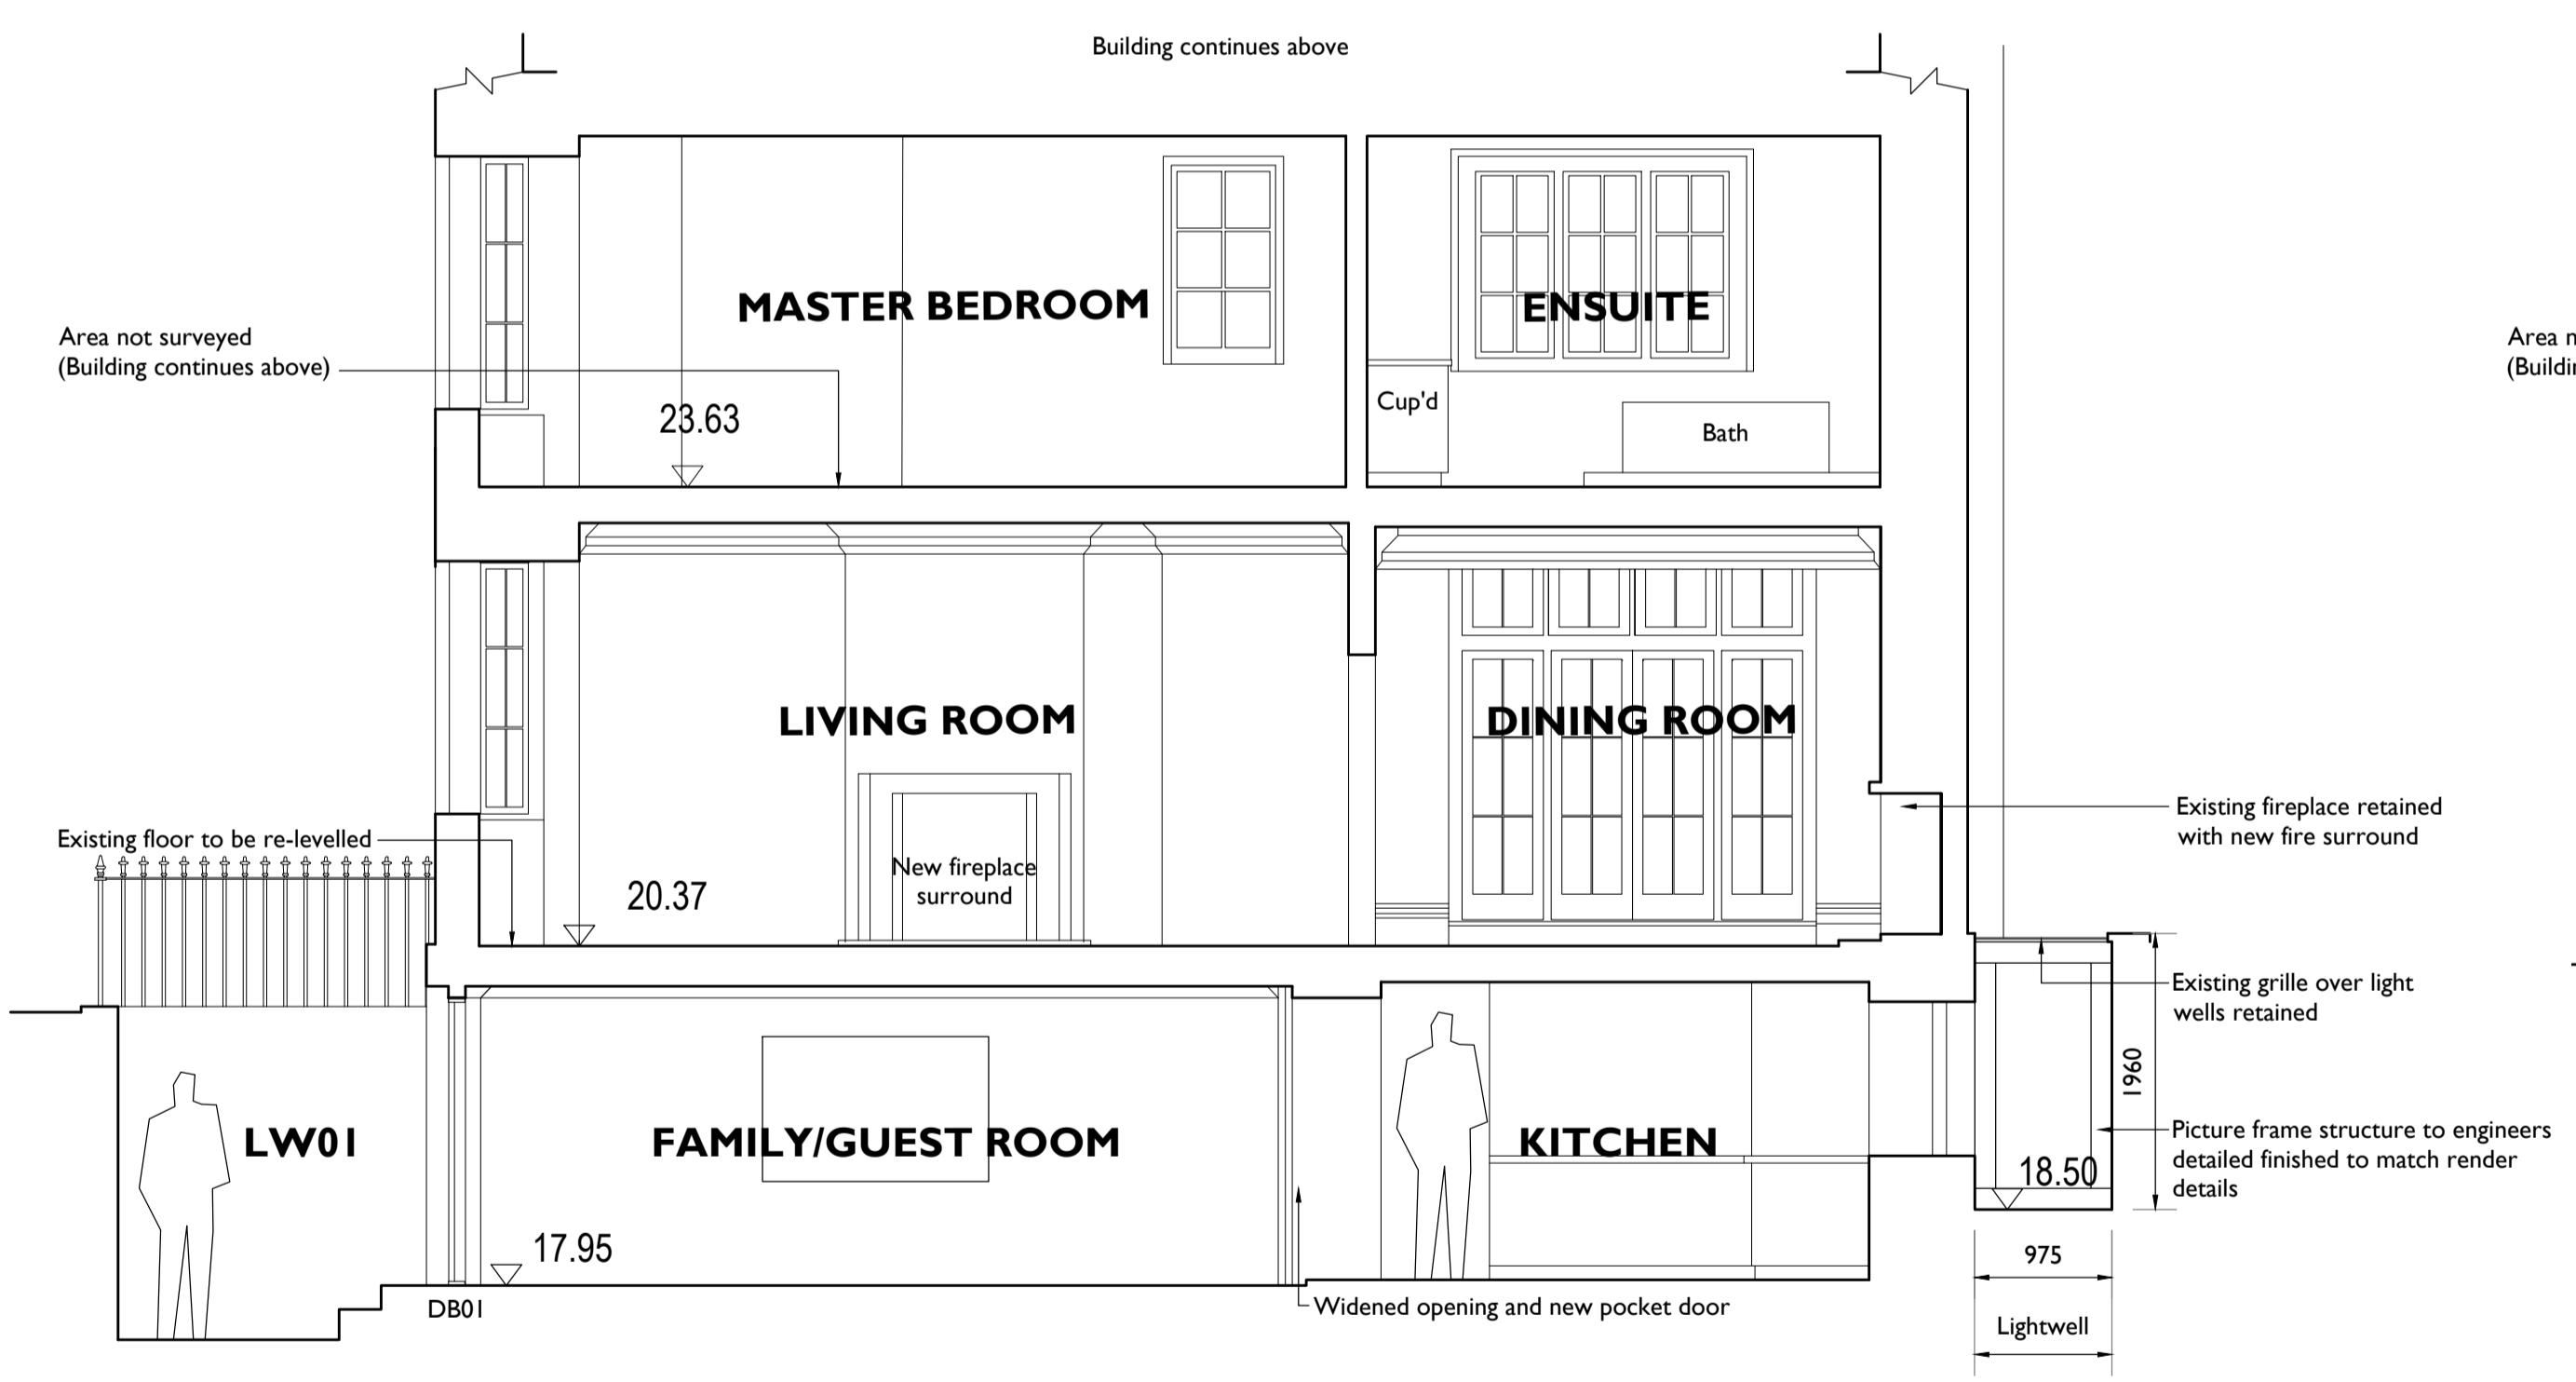 Building continues above
MASTER BEDROOM
ENSUITE
Area not surveyed
(Building continues above)
Area n
(Buildin
Cup'd
23.63
Bath
LIVING ROOM
DINING ROOM
Existing fireplace retained
with new fire surround
Existing floor to be re-levelled
New fireplace
surround
20.37
Existing grille over light
wells retained
1960
LW01
FAMILY/GUEST ROOM
KITCHEN
Picture frame structure to engineers
detailed finished to match render
details
18.50
17.95
975
DB01
Widened opening and new pocket door
Lightwell